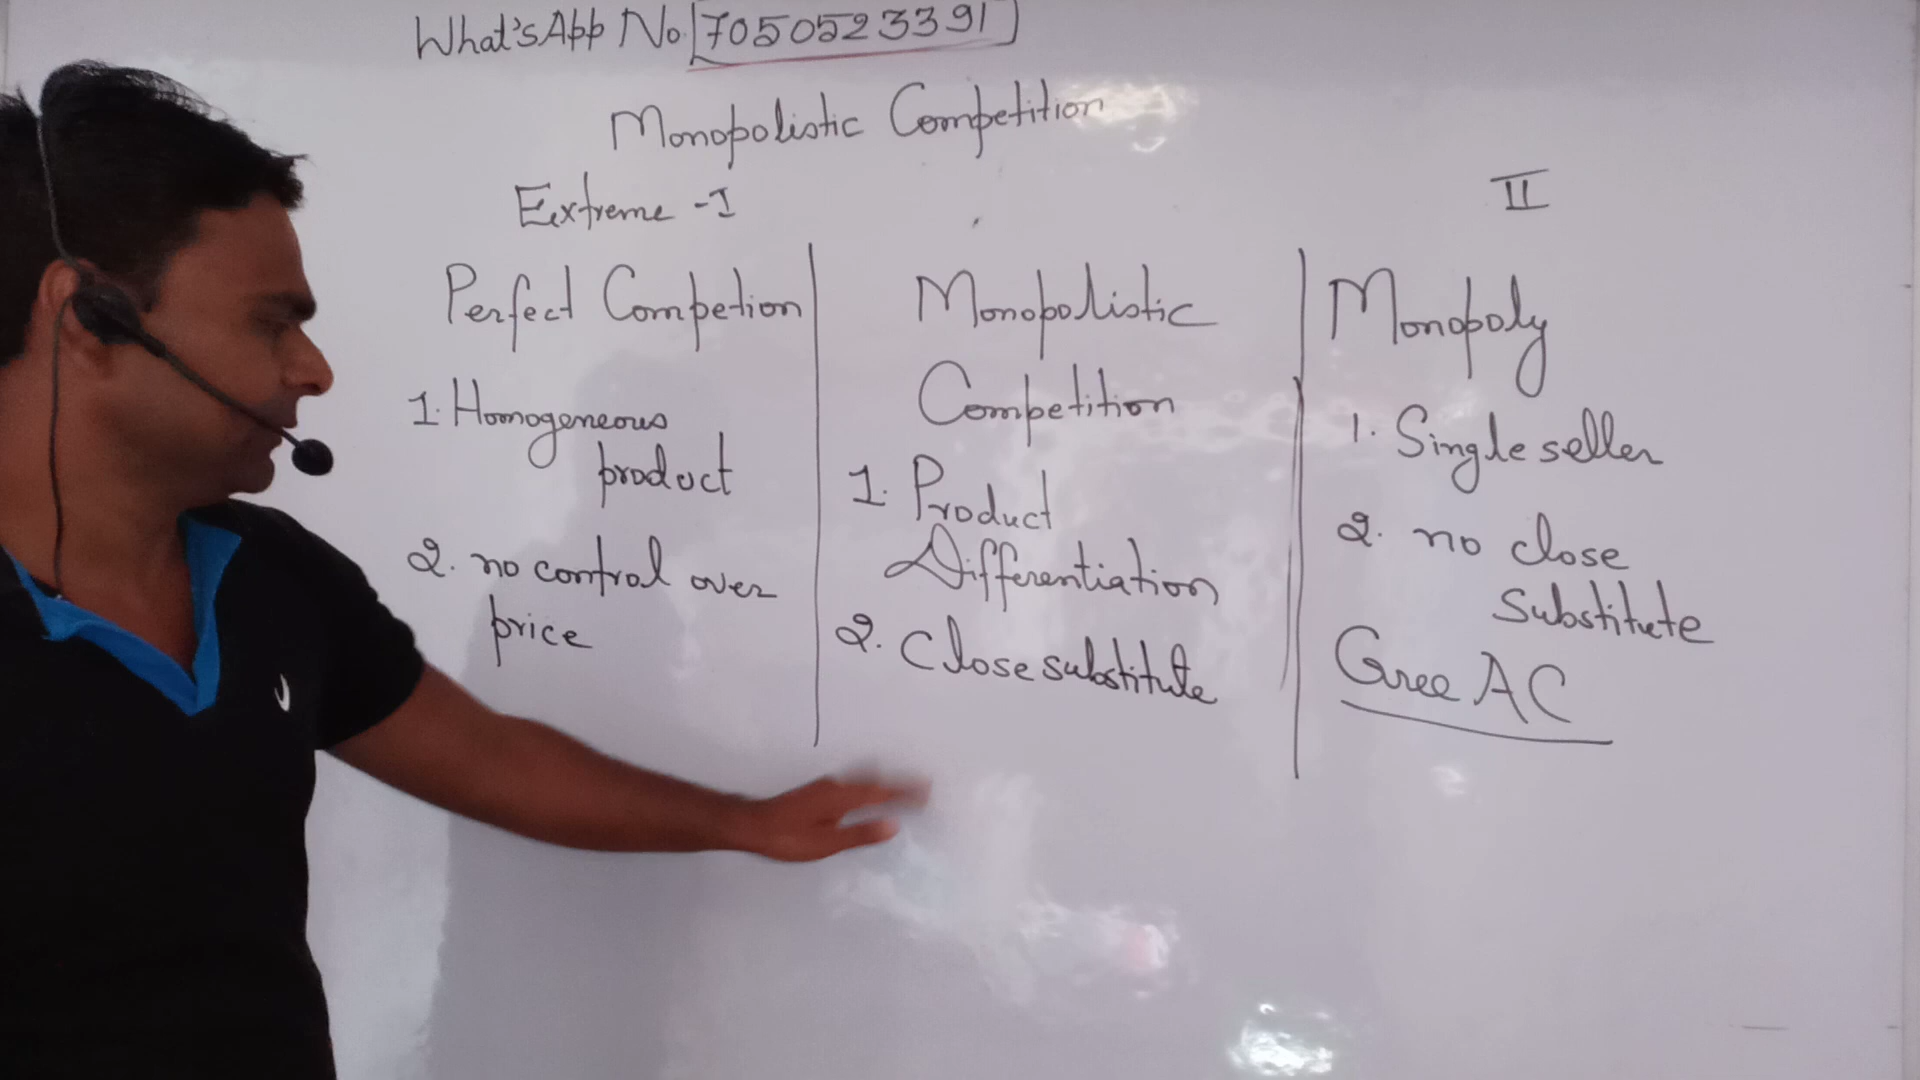 What'sApp No. 7050523391
Monopolistic Competition
Extreme - I
II
Perfect Competion
1. Homogeneous
product
2. no control over
price
Monopolistic
Competition
1. Product
Differentiation
2. Close substitute
Monopoly
1. Single seller
2. no close
Substitute
Gree AC